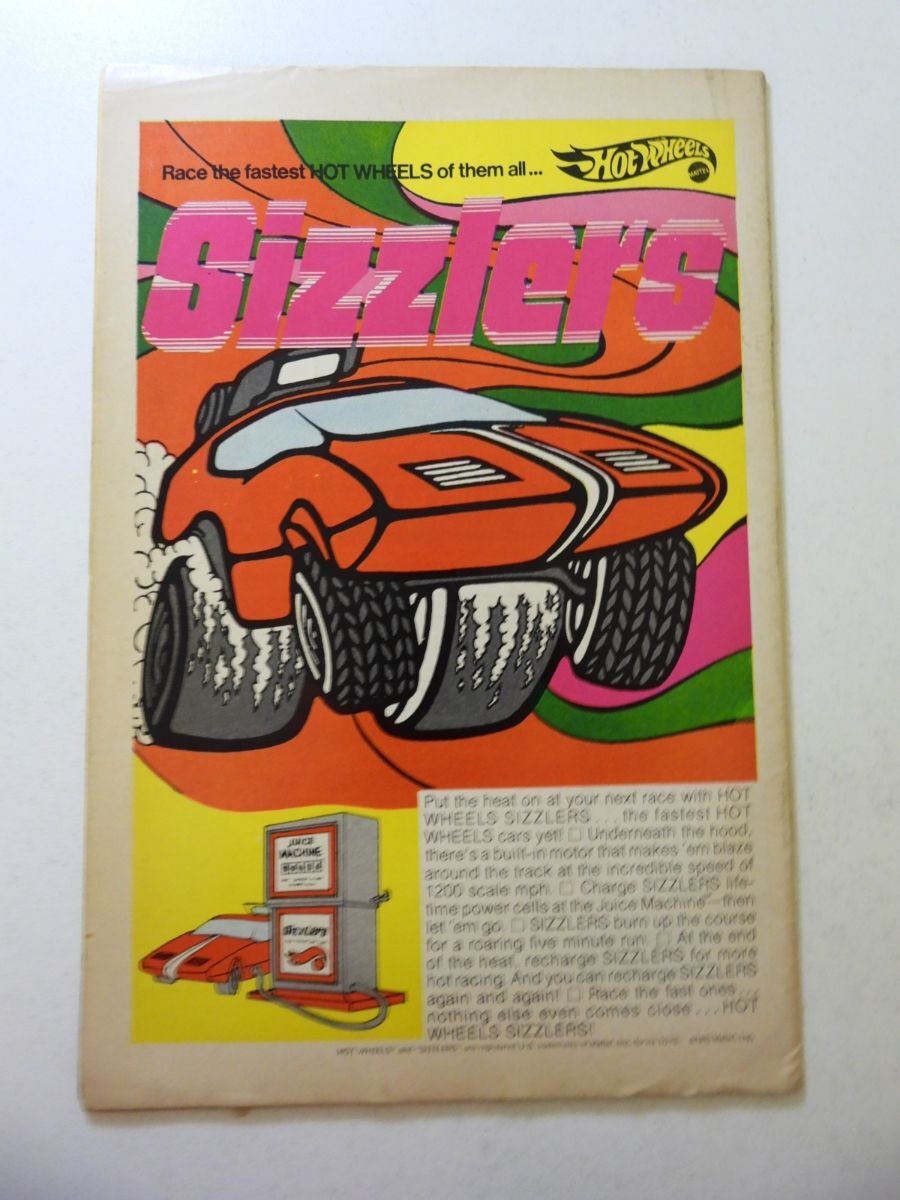 Race the fastest HOT WHEELS of them all...
Hot Wheels
MATTEL
Sizzlers
JUICE
MACHINE
Sizzlers
Put the heat on at your next race with HOT
WHEELS SIZZLERS . . . the fastest HOT
WHEELS cars yet! □ Underneath the hood,
there's a built-in motor that makes 'em blaze
around the track at the incredible speed of
1200 scale mph. □ Charge SIZZLERS life-
time power cells at the Juice Machine™–then
let 'em go. □ SIZZLERS burn up the course
for a roaring five minute run! □ At the end
of the heat, recharge SIZZLERS for more
hot racing. And you can recharge SIZZLERS
again and again! □ Race the fast ones...
nothing else even comes close . . . HOT
WHEELS SIZZLERS!
HOT WHEELS® and SIZZLERS®